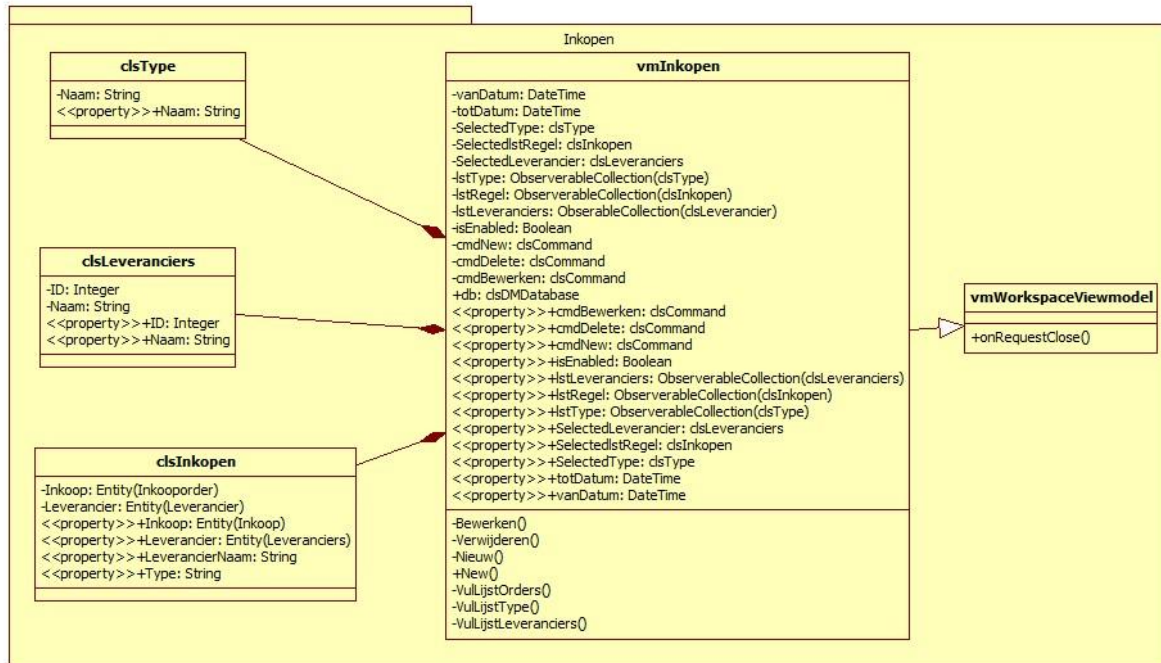 Inkopen
clsType
-Naam: String
<<property>>+Naam: String
clsLeveranciers
-ID: Integer
-Naam: String
<<property>>+ID: Integer
<<property>>+Naam: String
clsInkopen
-Inkoop: Entity(Inkooporder)
-Leverancier: Entity(Leverancier)
<<property>>+Inkoop: Entity(Inkoop)
<<property>>+Leverancier: Entity(Leveranciers)
<<property>>+LeverancierNaam: String
<<property>>+Type: String
vmInkopen
-vanDatum: DateTime
-totDatum: DateTime
-SelectedType: clsType
-SelectedlstRegel: clsInkopen
-SelectedLeverancier: clsLeveranciers
-lstType: ObserverableCollection(clsType)
-lstRegel: ObserverableCollection(clsInkopen)
-lstLeveranciers: ObserableCollection(clsLeverancier)
-isEnabled: Boolean
-cmdNew: clsCommand
-cmdDelete: clsCommand
-cmdBewerken: clsCommand
+db: clsDMDatabase
<<property>>+cmdBewerken: clsCommand
<<property>>+cmdDelete: clsCommand
<<property>>+cmdNew: clsCommand
<<property>>+isEnabled: Boolean
<<property>>+lstLeveranciers: ObserverableCollection(clsLeveranciers)
<<property>>+lstRegel: ObserverableCollection(clsInkopen)
<<property>>+lstType: ObserverableCollection(clsType)
<<property>>+SelectedLeverancier: clsLeveranciers
<<property>>+SelectedlstRegel: clsInkopen
<<property>>+SelectedType: clsType
<<property>>+totDatum: DateTime
<<property>>+vanDatum: DateTime
-Bewerken()
-Verwijderen()
-Nieuw()
+New()
-VulLijstOrders()
-VulLijstType()
-VulLijstLeveranciers()
vmWorkspaceViewmodel
+onRequestClose()